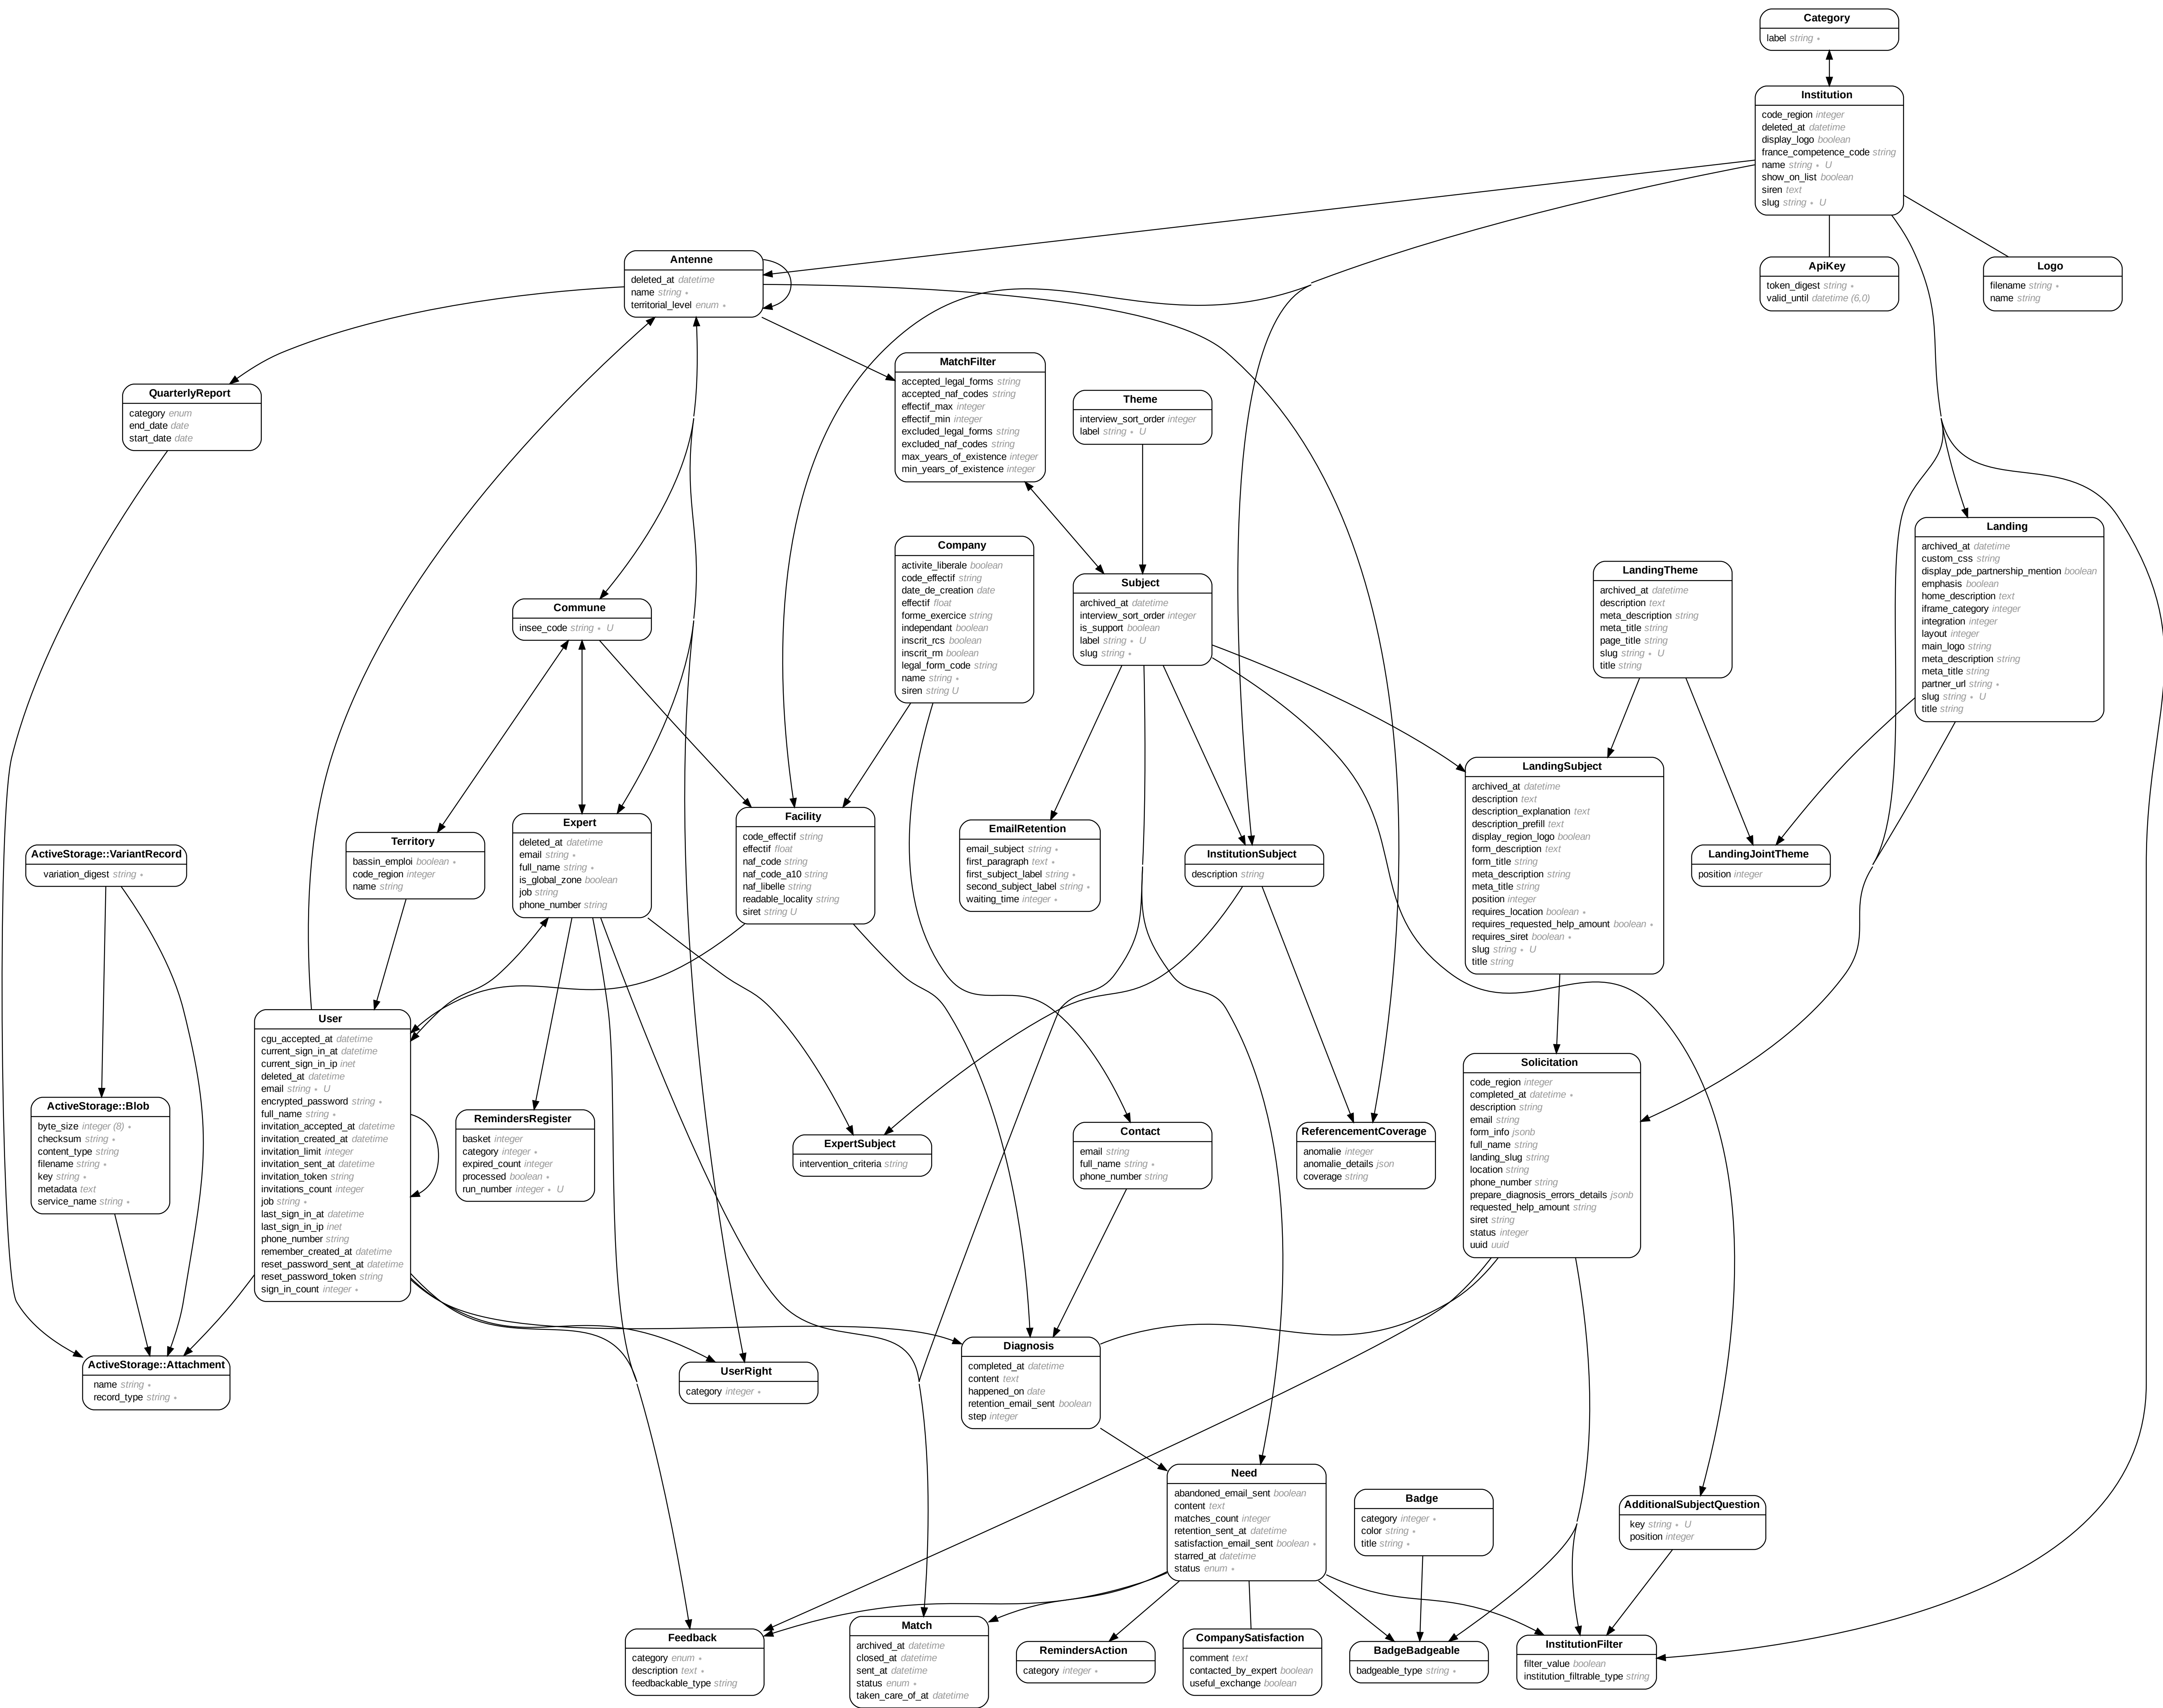 Category
label string ∗
Institution
code_region integer
deleted_at datetime
display_logo boolean
france_competence_code string
name string ∗ U
show_on_list boolean
siren text
slug string ∗ U
Antenne
deleted_at datetime
name string ∗
territorial_level enum ∗
ApiKey
token_digest string ∗
valid_until datetime (6,0)
Logo
filename string ∗
name string
QuarterlyReport
category enum
end_date date
start_date date
MatchFilter
accepted_legal_forms string
accepted_naf_codes string
effectif_max integer
effectif_min integer
excluded_legal_forms string
excluded_naf_codes string
max_years_of_existence integer
min_years_of_existence integer
Theme
interview_sort_order integer
label string ∗ U
Landing
archived_at datetime
custom_css string
display_pde_partnership_mention boolean
emphasis boolean
home_description text
iframe_category integer
integration integer
layout integer
main_logo string
meta_description string
meta_title string
partner_url string ∗
slug string ∗ U
title string
Company
activite_liberale boolean
code_effectif string
date_de_creation date
effectif float
forme_exercice string
independant boolean
inscrit_rcs boolean
inscrit_rm boolean
legal_form_code string
name string ∗
siren string U
Subject
archived_at datetime
interview_sort_order integer
is_support boolean
label string ∗ U
slug string ∗
LandingTheme
archived_at datetime
description text
meta_description string
meta_title string
page_title string
slug string ∗ U
title string
Commune
insee_code string ∗ U
LandingSubject
archived_at datetime
description text
description_explanation text
description_prefill text
display_region_logo boolean
form_description text
form_title string
meta_description string
meta_title string
position integer
requires_location boolean ∗
requires_requested_help_amount boolean ∗
requires_siret boolean ∗
slug string ∗ U
title string
Territory
bassin_emploi boolean ∗
code_region integer
name string
Expert
deleted_at datetime
email string ∗
full_name string ∗
is_global_zone boolean
job string
phone_number string
Facility
code_effectif string
effectif float
naf_code string
naf_code_a10 string
naf_libelle string
readable_locality string
siret string U
EmailRetention
email_subject string ∗
first_paragraph text ∗
first_subject_label string ∗
second_subject_label string ∗
waiting_time integer ∗
InstitutionSubject
description string
LandingJointTheme
position integer
ActiveStorage::VariantRecord
variation_digest string ∗
User
cgu_accepted_at datetime
current_sign_in_at datetime
current_sign_in_ip inet
deleted_at datetime
email string ∗ U
encrypted_password string ∗
full_name string ∗
invitation_accepted_at datetime
invitation_created_at datetime
invitation_limit integer
invitation_sent_at datetime
invitation_token string
invitations_count integer
job string ∗
last_sign_in_at datetime
last_sign_in_ip inet
phone_number string
remember_created_at datetime
reset_password_sent_at datetime
reset_password_token string
sign_in_count integer ∗
ActiveStorage::Blob
byte_size integer (8) ∗
checksum string ∗
content_type string
filename string ∗
key string ∗
metadata text
service_name string ∗
RemindersRegister
basket integer
category integer ∗
expired_count integer
processed boolean ∗
run_number integer ∗ U
ExpertSubject
intervention_criteria string
Contact
email string
full_name string ∗
phone_number string
ReferencementCoverage
anomalie integer
anomalie_details json
coverage string
Solicitation
code_region integer
completed_at datetime ∗
description string
email string
form_info jsonb
full_name string
landing_slug string
location string
phone_number string
prepare_diagnosis_errors_details jsonb
requested_help_amount string
siret string
status integer
uuid uuid
ActiveStorage::Attachment
name string ∗
record_type string ∗
UserRight
category integer ∗
Diagnosis
completed_at datetime
content text
happened_on date
retention_email_sent boolean
step integer
Need
abandoned_email_sent boolean
content text
matches_count integer
retention_sent_at datetime
satisfaction_email_sent boolean ∗
starred_at datetime
status enum ∗
Badge
category integer ∗
color string ∗
title string ∗
AdditionalSubjectQuestion
key string ∗ U
position integer
Feedback
category enum ∗
description text ∗
feedbackable_type string
Match
archived_at datetime
closed_at datetime
sent_at datetime
status enum ∗
taken_care_of_at datetime
RemindersAction
category integer ∗
CompanySatisfaction
comment text
contacted_by_expert boolean
useful_exchange boolean
BadgeBadgeable
badgeable_type string ∗
InstitutionFilter
filter_value boolean
institution_filtrable_type string